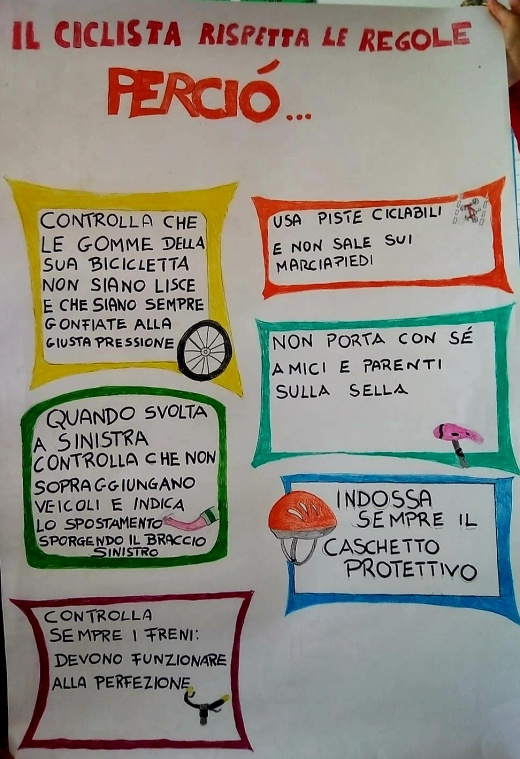 IL CICLISTA RISPETTA LE REGOLE
PERCIÓ...
CONTROLLA CHE
LE GOMME DELLA
SUA BICICLETTA
NON SIANO LISCE
E CHE SIANO SEMPRE
GONFIATE ALLA
GIUSTA PRESSIONE
USA PISTE CICLABILI
E NON SALE SUI
MARCIAPIEDI
NON PORTA CON SÉ
AMICI E PARENTI
SULLA SELLA
QUANDO SVOLTA
A SINISTRA
CONTROLLA CHE NON
SOPRAGGIUNGANO
VEICOLI E INDICA
LO SPOSTAMENTO
SPORGENDO IL BRACCIO
SINISTRO
INDOSSA
SEMPRE IL
CASCHETTO
PROTETTIVO
CONTROLLA
SEMPRE I FRENI:
DEVONO FUNZIONARE
ALLA PERFEZIONE